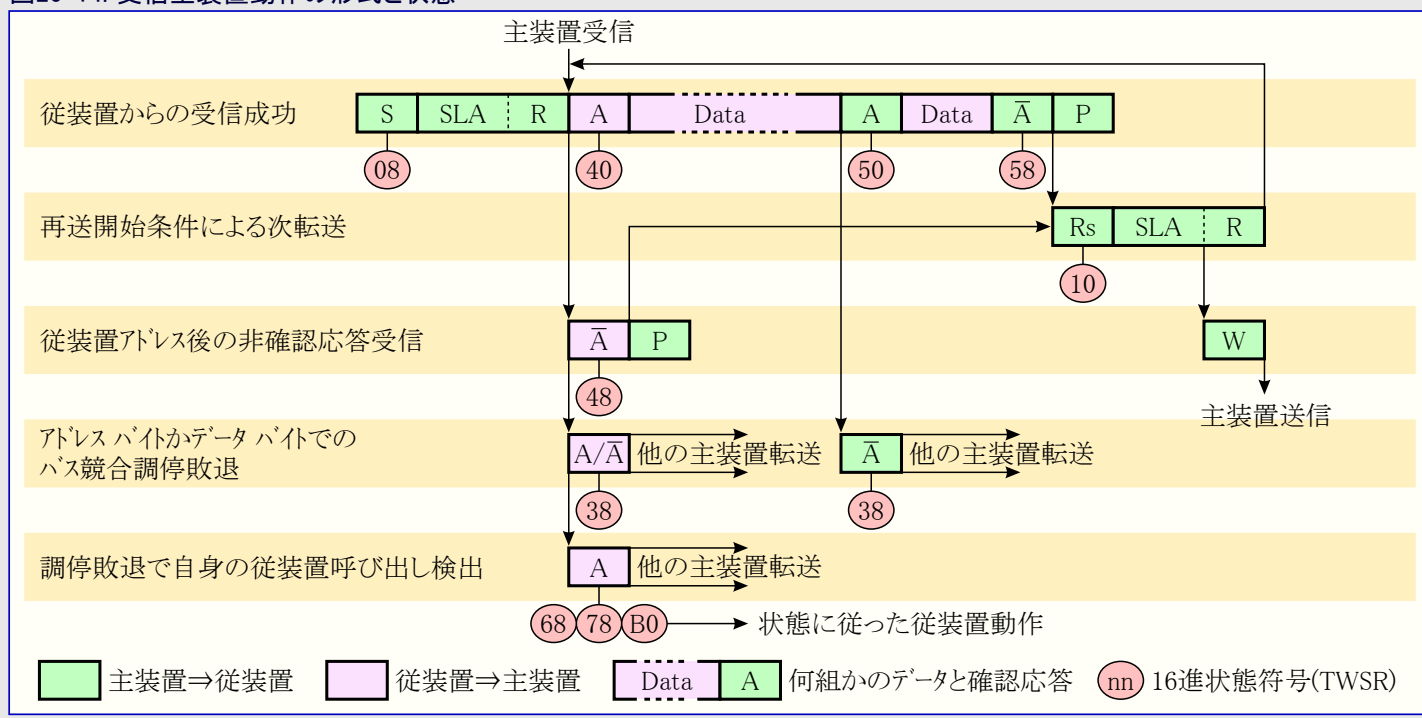 主装置受信
従装置からの受信成功
S SLA R A Data A Data A̅ P
08 40 50 58
再送開始条件による次転送
Rs SLA R
10
従装置アドレス後の非確認応答受信
A̅ P W
48
主装置送信
アドレス バイトかデータ バイトでの
バス競合調停敗退
A/A̅ 他の主装置転送 A̅ 他の主装置転送
38 38
調停敗退で自身の従装置呼び出し検出
A 他の主装置転送
68 78 B0 状態に従った従装置動作
主装置⇒従装置 従装置⇒主装置 Data A 何組かのデータと確認応答 nn 16進状態符号(TWSR)